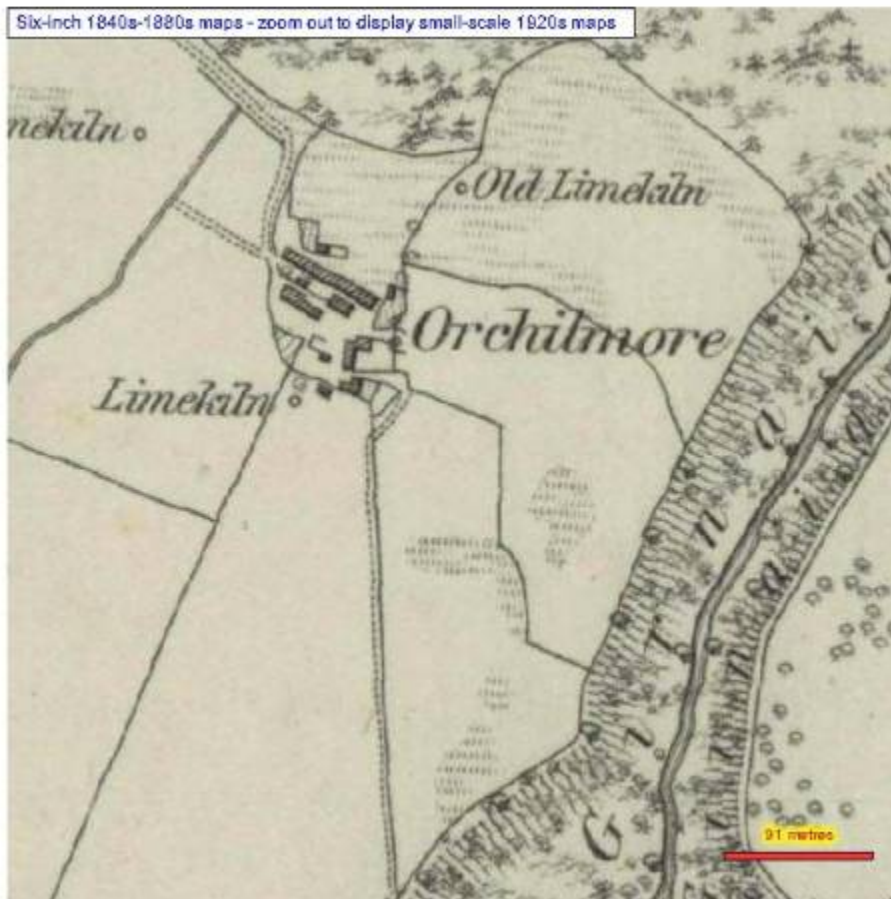 Six-inch 1840s-1880s maps - zoom out to display small-scale 1920s maps
mekiln
Old Limekiln
Orchilmore
Limekiln
91 metres